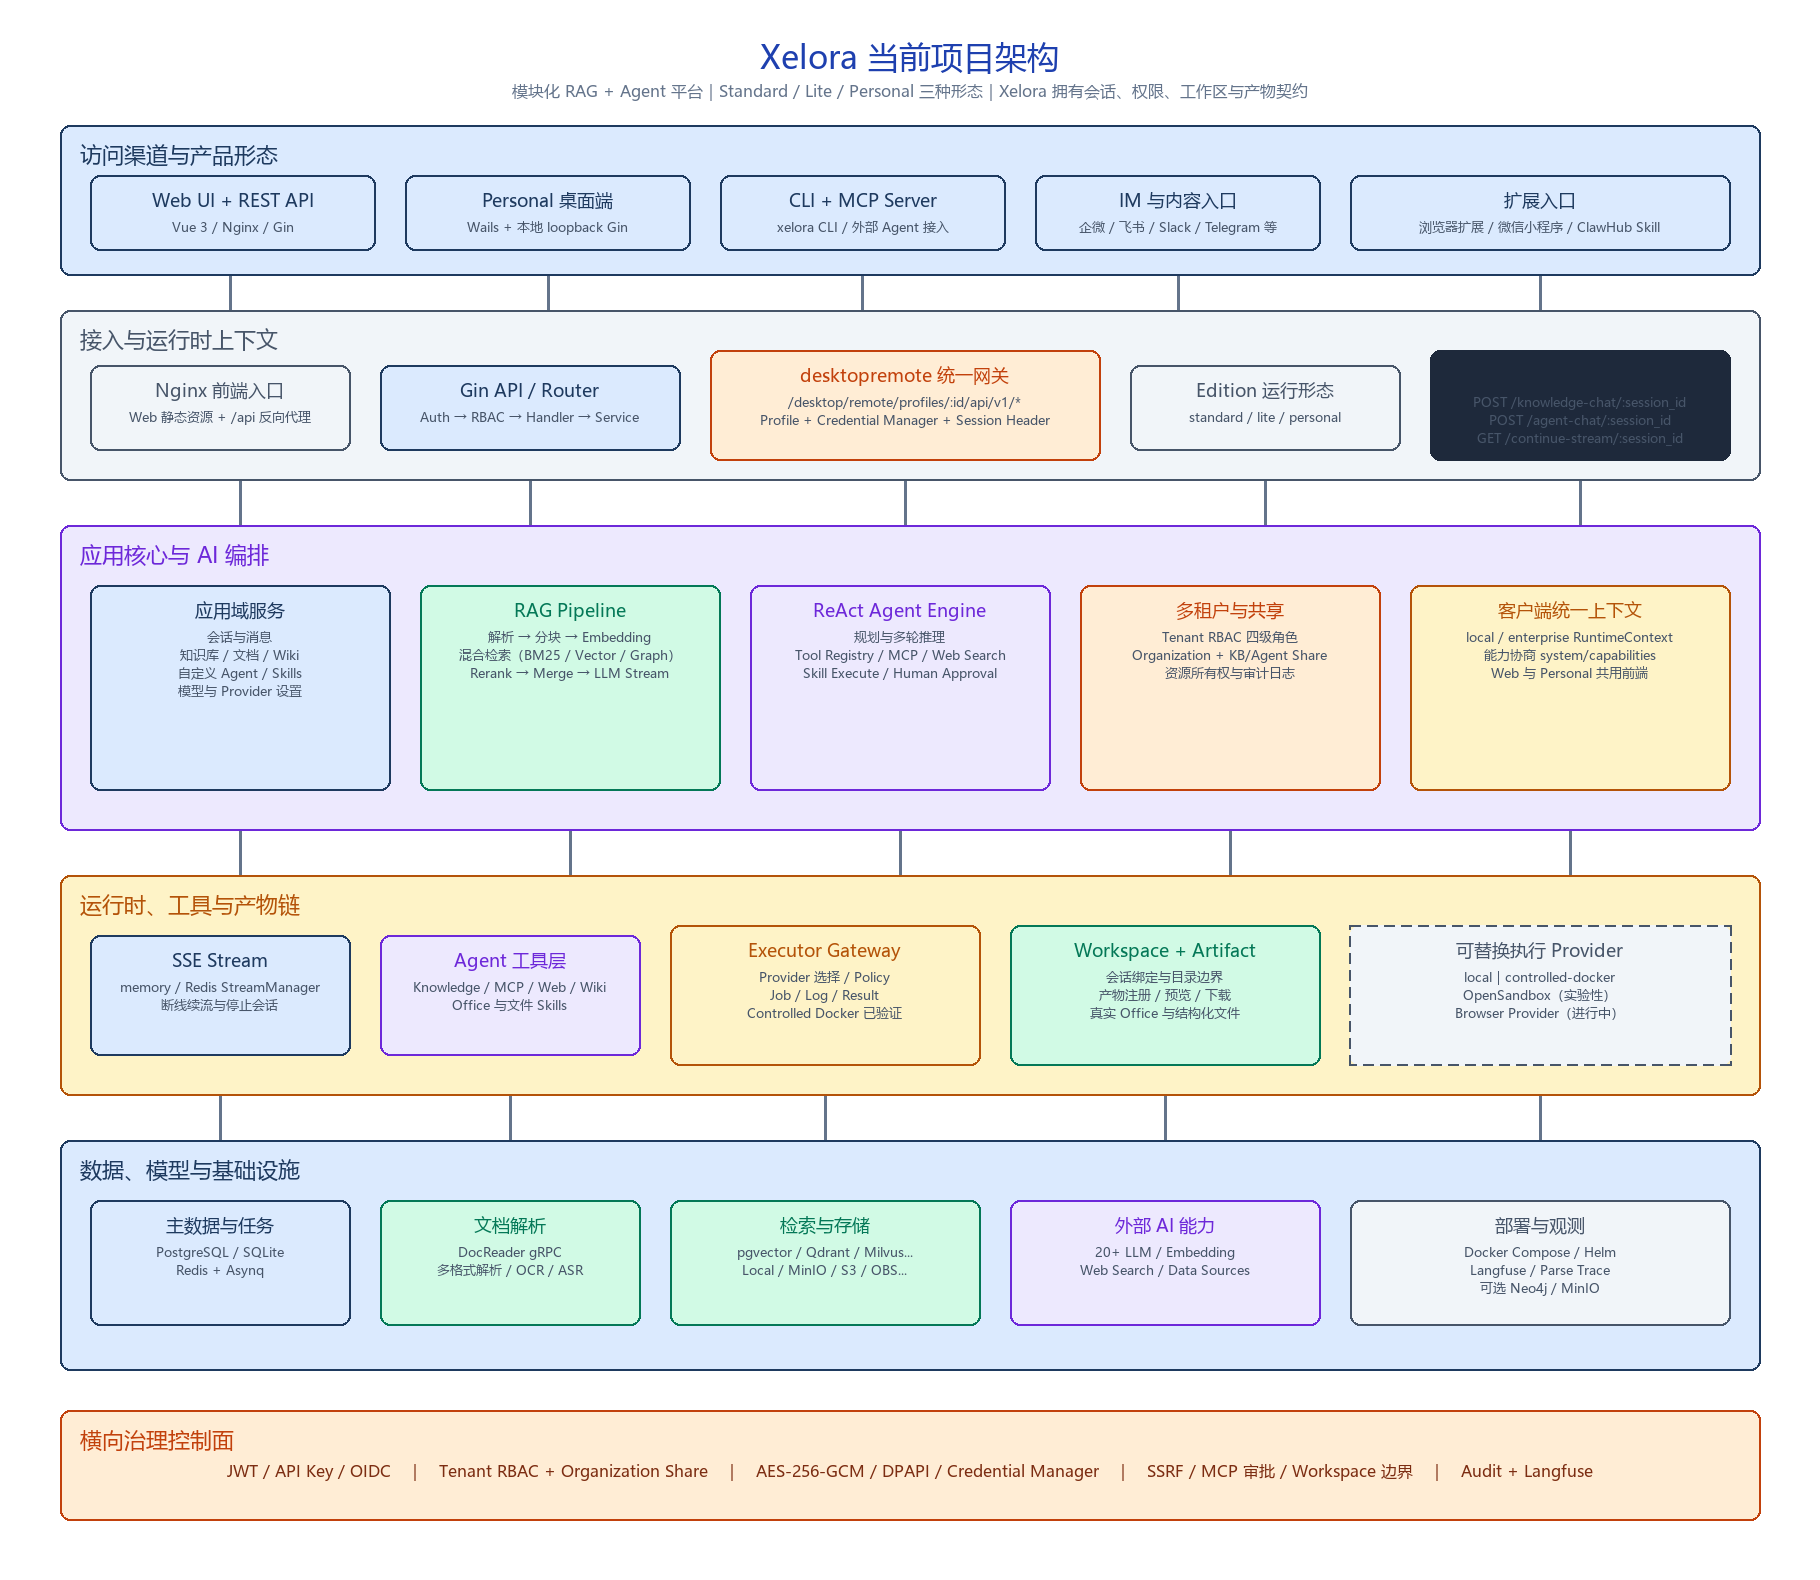 Xelora 当前项目架构
模块化 RAG + Agent 平台 | Standard / Lite / Personal 三种形态 | Xelora 拥有会话、权限、工作区与产物契约
访问渠道与产品形态
Web UI + REST API
Vue 3 / Nginx / Gin
Personal 桌面端
Wails + 本地 loopback Gin
CLI + MCP Server
xelora CLI / 外部 Agent 接入
IM 与内容入口
企微 / 飞书 / Slack / Telegram 等
扩展入口
浏览器扩展 / 微信小程序 / ClawHub Skill
接入与运行时上下文
Nginx 前端入口
Web 静态资源 + /api 反向代理
Gin API / Router
Auth → RBAC → Handler → Service
desktopremote 统一网关
/desktop/remote/profiles/:id/api/v1/*
Profile + Credential Manager + Session Header
Edition 运行形态
standard / lite / personal
POST /knowledge-chat/:session_id
POST /agent-chat/:session_id
GET /continue-stream/:session_id
应用核心与 AI 编排
应用域服务
会话与消息
知识库 / 文档 / Wiki
自定义 Agent / Skills
模型与 Provider 设置
RAG Pipeline
解析 → 分块 → Embedding
混合检索（BM25 / Vector / Graph）
Rerank → Merge → LLM Stream
ReAct Agent Engine
规划与多轮推理
Tool Registry / MCP / Web Search
Skill Execute / Human Approval
多租户与共享
Tenant RBAC 四级角色
Organization + KB/Agent Share
资源所有权与审计日志
客户端统一上下文
local / enterprise RuntimeContext
能力协商 system/capabilities
Web 与 Personal 共用前端
运行时、工具与产物链
SSE Stream
memory / Redis StreamManager
断线续流与停止会话
Agent 工具层
Knowledge / MCP / Web / Wiki
Office 与文件 Skills
Executor Gateway
Provider 选择 / Policy
Job / Log / Result
Controlled Docker 已验证
Workspace + Artifact
会话绑定与目录边界
产物注册 / 预览 / 下载
真实 Office 与结构化文件
可替换执行 Provider
local | controlled-docker
OpenSandbox（实验性）
Browser Provider（进行中）
数据、模型与基础设施
主数据与任务
PostgreSQL / SQLite
Redis + Asynq
文档解析
DocReader gRPC
多格式解析 / OCR / ASR
检索与存储
pgvector / Qdrant / Milvus...
Local / MinIO / S3 / OBS...
外部 AI 能力
20+ LLM / Embedding
Web Search / Data Sources
部署与观测
Docker Compose / Helm
Langfuse / Parse Trace
可选 Neo4j / MinIO
横向治理控制面
JWT / API Key / OIDC | Tenant RBAC + Organization Share | AES-256-GCM / DPAPI / Credential Manager | SSRF / MCP 审批 / Workspace 边界 | Audit + Langfuse